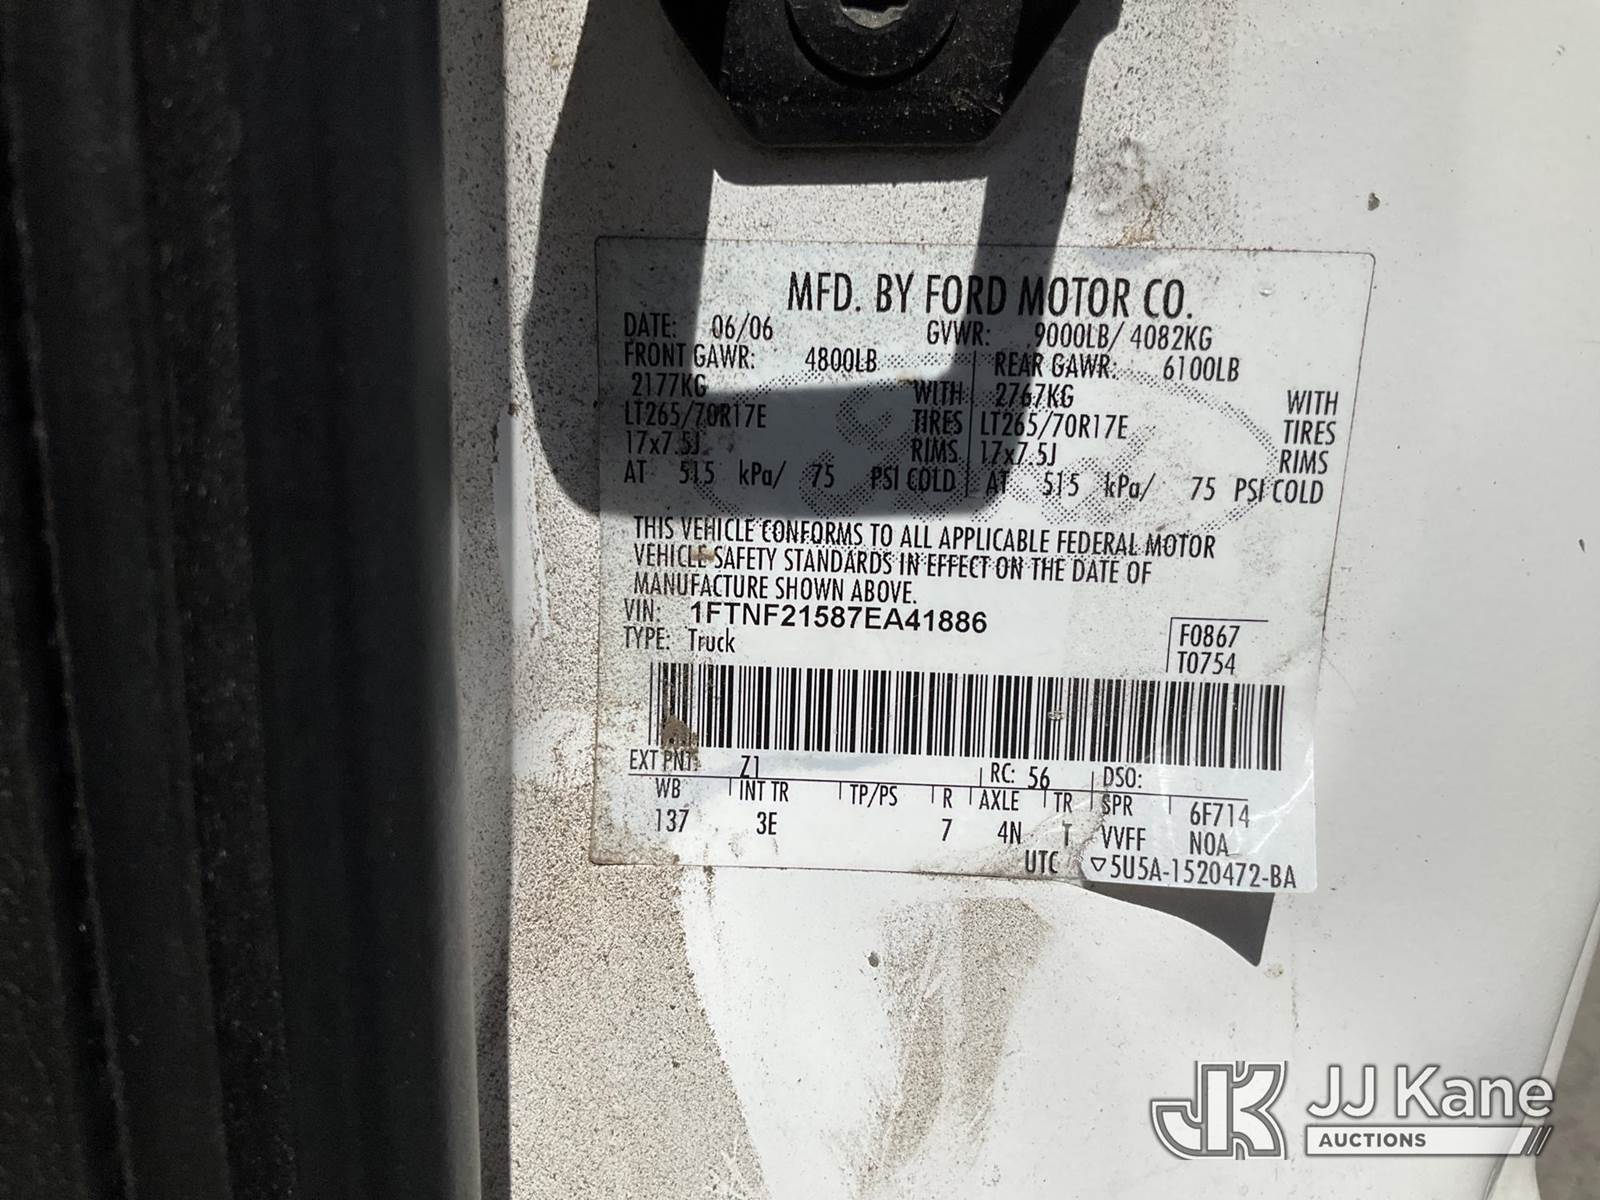 MFD. BY FORD MOTOR CO.
DATE: 06/06 GVWR: 9000LB/ 4082KG
FRONT GAWR: 4800LB REAR GAWR: 6100LB
2177KG WITH 2767KG WITH
LT265/70R17E TIRES LT265/70R17E TIRES
17x7.5J RIMS 17x7.5J RIMS
AT 515 kPa/ 75 PSI COLD AT 515 kPa/ 75 PSI COLD
THIS VEHICLE CONFORMS TO ALL APPLICABLE FEDERAL MOTOR
VEHICLE SAFETY STANDARDS IN EFFECT ON THE DATE OF
MANUFACTURE SHOWN ABOVE.
VIN: 1FTNF21587EA41886
TYPE: Truck
F0867
T0754
EXT PNT: Z1 RC: 56 DSO:
WB INT TR TP/PS R AXLE TR SPR 6F714
137 3E 7 4N T VVFF NOA
UTC ▽5U5A-1520472-BA
JK JJ Kane
AUCTIONS